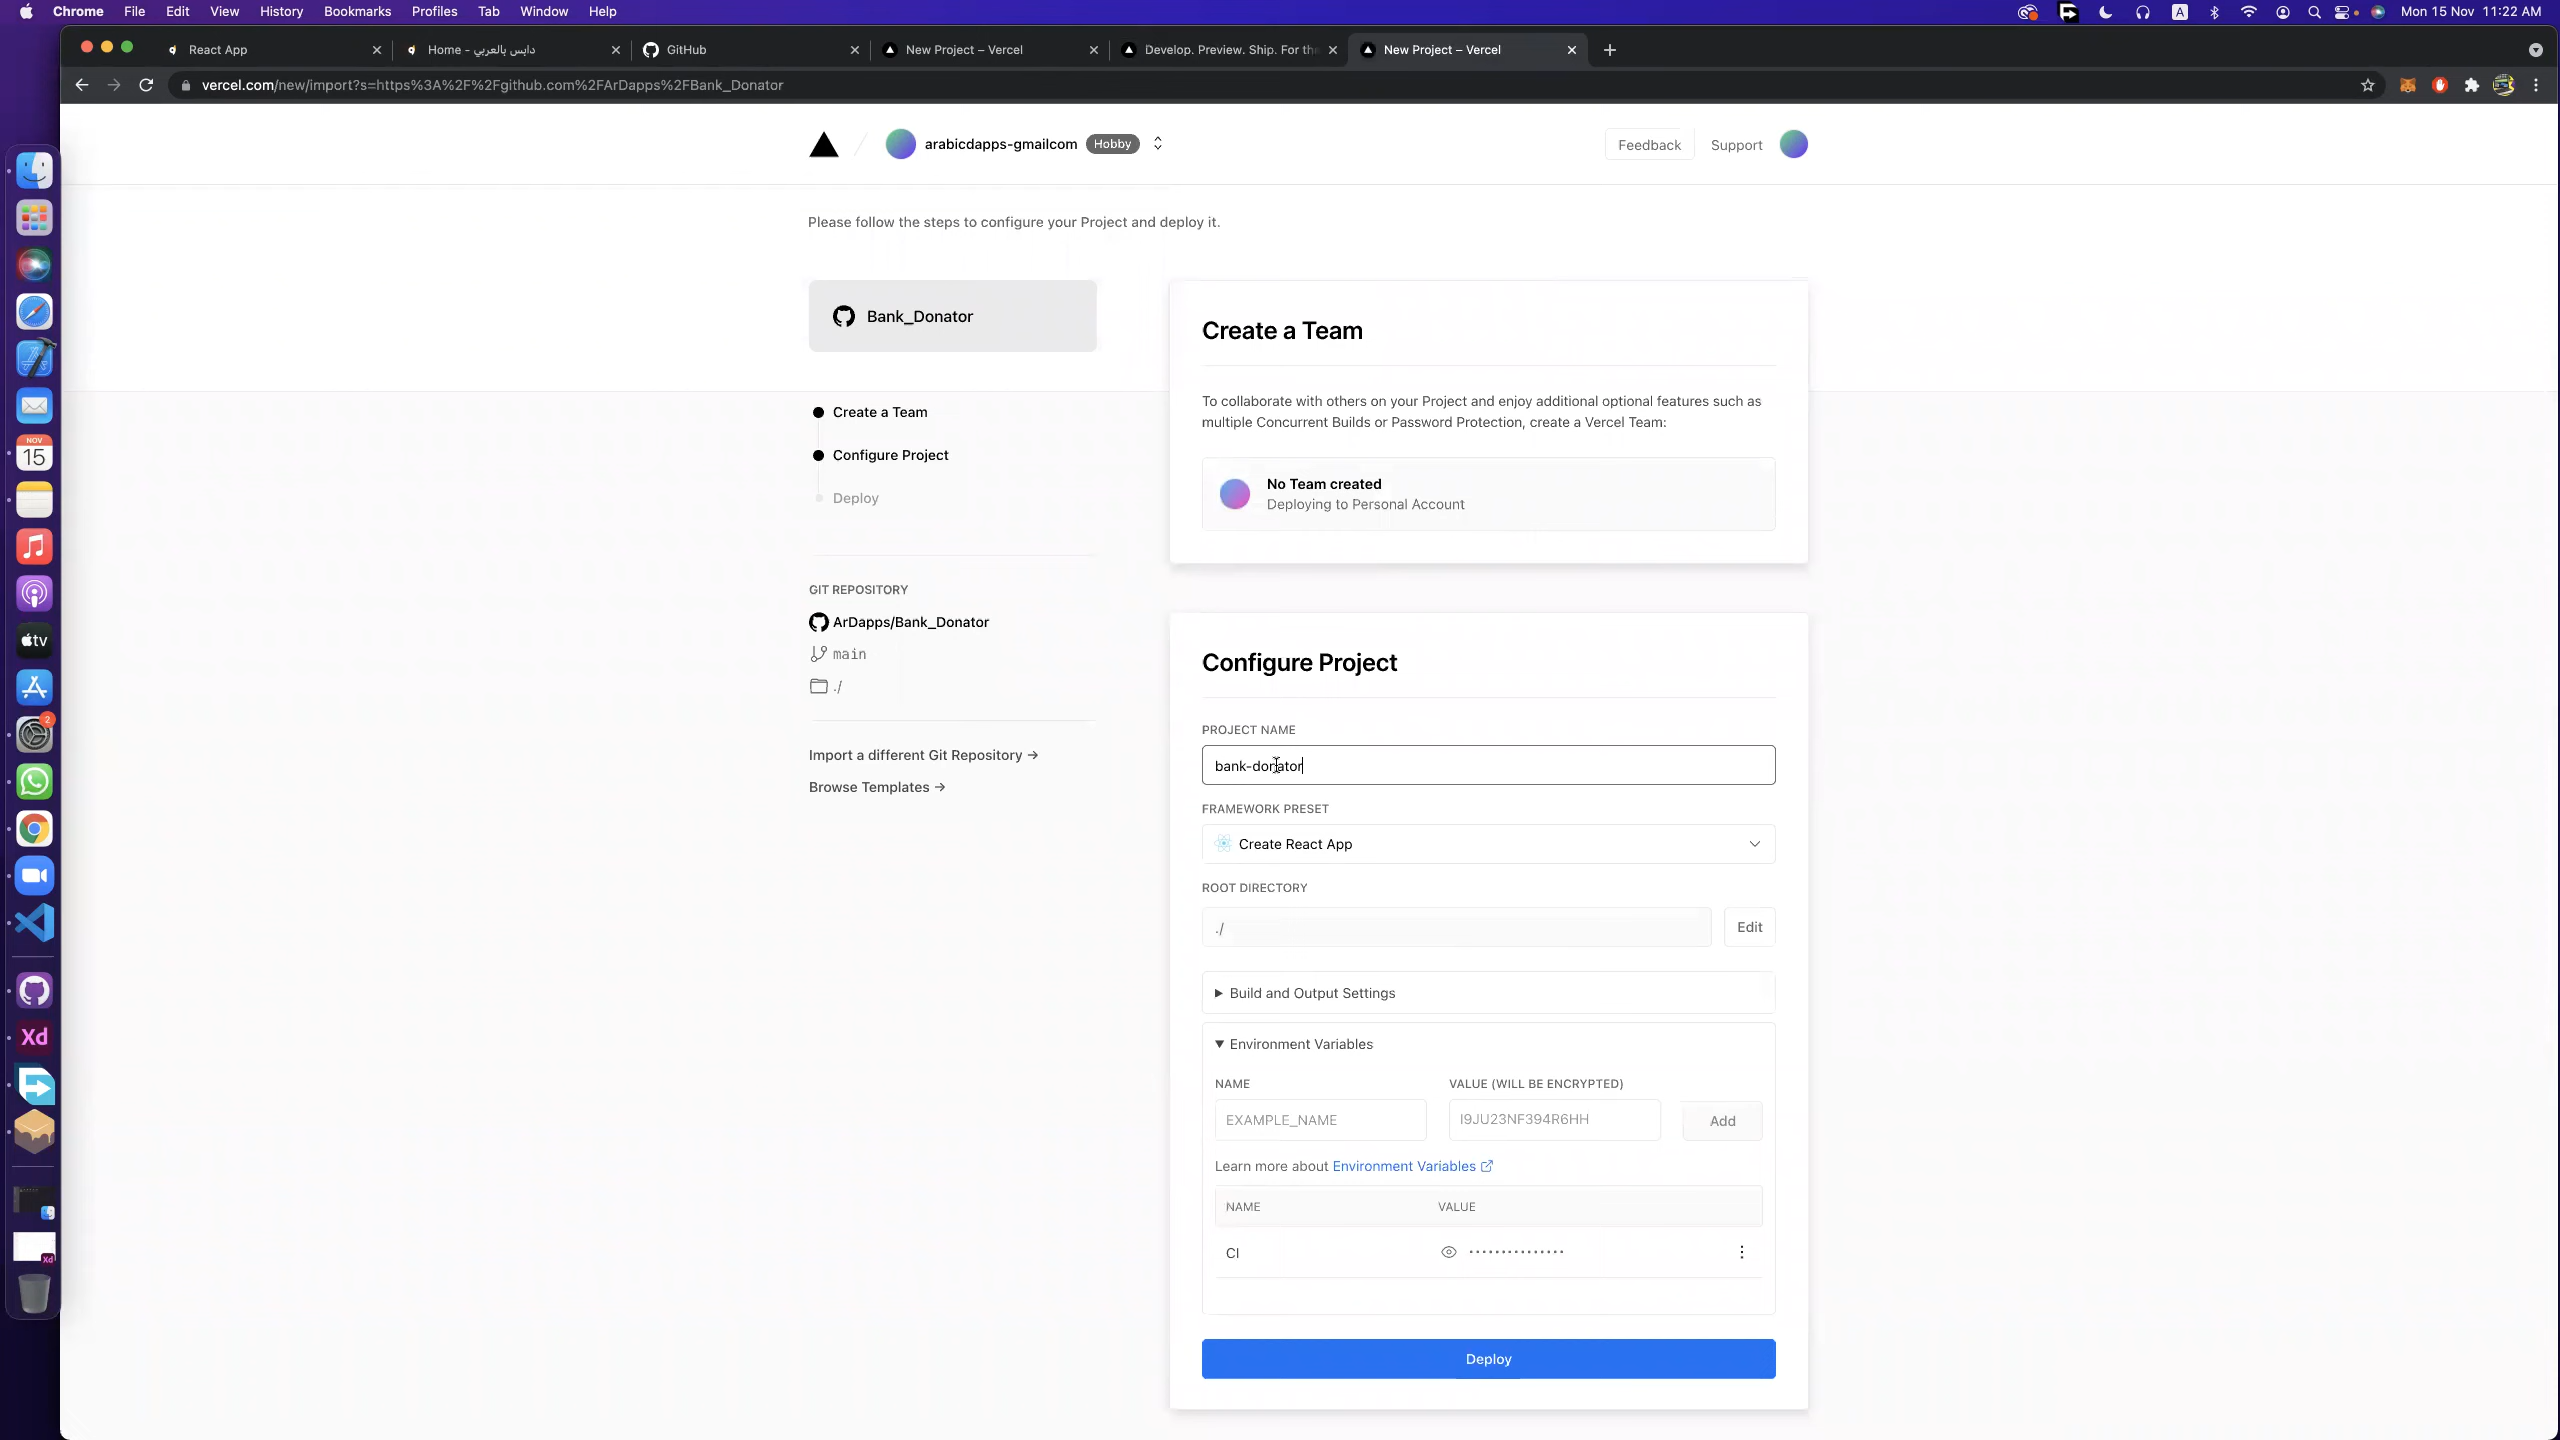 Chrome File Edit View History Bookmarks Profiles Tab Window Help
A Mon 15 Nov 11:22 AM
React App
Home - دابس بالعربي
GitHub
New Project – Vercel
Develop. Preview. Ship. For the
New Project – Vercel
vercel.com/new/import?s=https%3A%2F%2Fgithub.com%2FArDapps%2FBank_Donator
arabicdapps-gmailcom Hobby
Feedback Support
Please follow the steps to configure your Project and deploy it.
Bank_Donator
Create a Team
Configure Project
Deploy
GIT REPOSITORY
ArDapps/Bank_Donator
main
./
Import a different Git Repository →
Browse Templates →
Create a Team
To collaborate with others on your Project and enjoy additional optional features such as
multiple Concurrent Builds or Password Protection, create a Vercel Team:
No Team created
Deploying to Personal Account
Configure Project
PROJECT NAME
bank-donator
FRAMEWORK PRESET
Create React App
ROOT DIRECTORY
./ Edit
Build and Output Settings
Environment Variables
NAME VALUE (WILL BE ENCRYPTED)
EXAMPLE_NAME I9JU23NF394R6HH Add
Learn more about Environment Variables
NAME VALUE
CI ···············
Deploy
NOV
15
tv
2
Xd
Xd